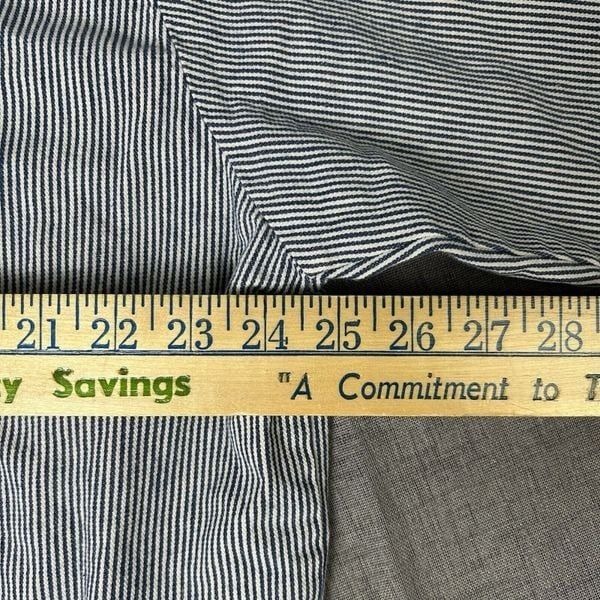 21 22 23 24 25 26 27 28
Savings "A Commitment to